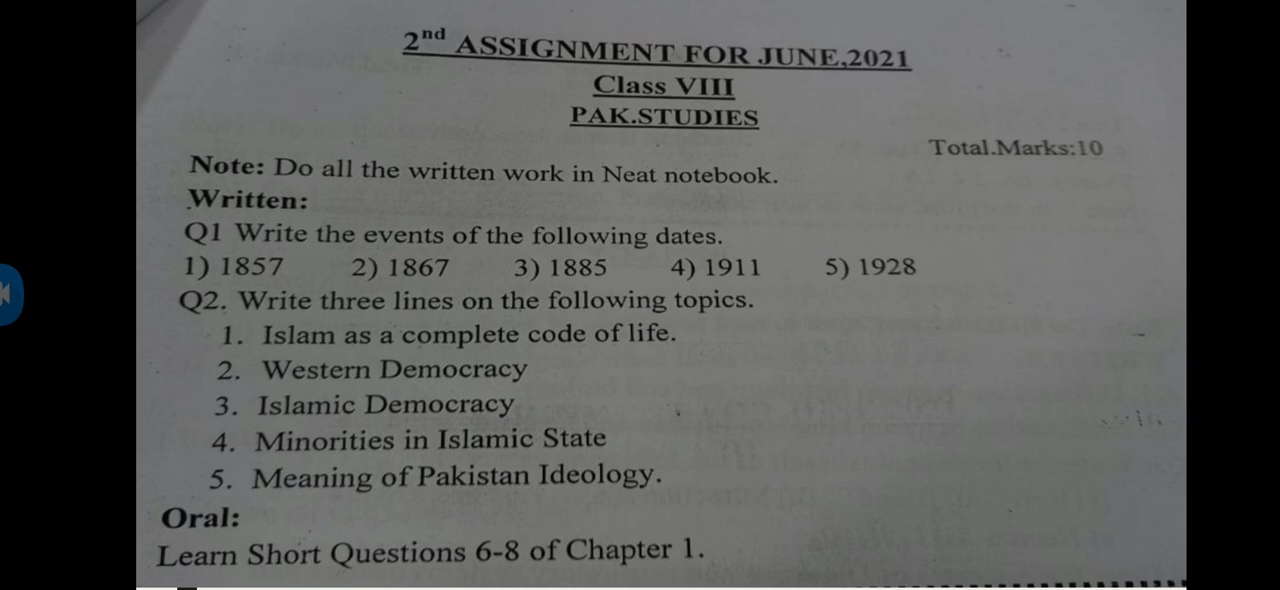 2nd ASSIGNMENT FOR JUNE,2021
Class VIII
PAK.STUDIES
Total.Marks:10
Note: Do all the written work in Neat notebook.
Written:
Q1 Write the events of the following dates.
1) 1857 2) 1867 3) 1885 4) 1911 5) 1928
Q2. Write three lines on the following topics.
1. Islam as a complete code of life.
2. Western Democracy
3. Islamic Democracy
4. Minorities in Islamic State
5. Meaning of Pakistan Ideology.
Oral:
Learn Short Questions 6-8 of Chapter 1.